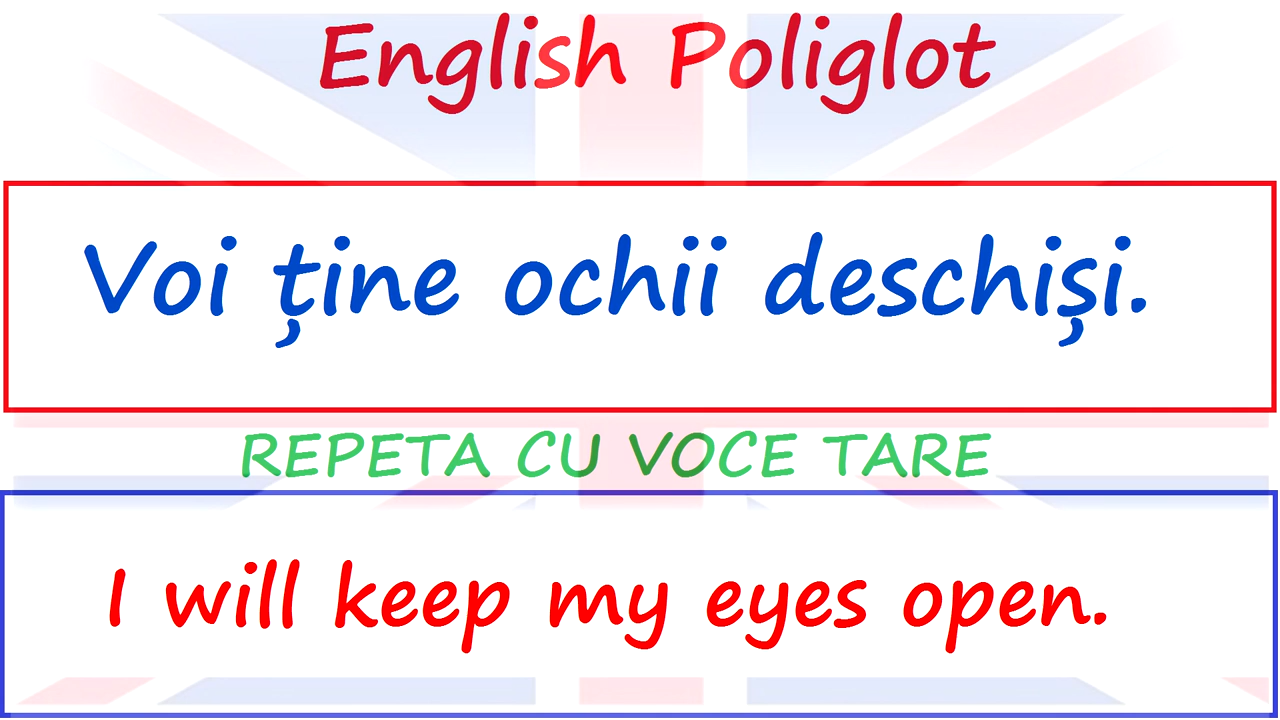 English Poliglot
Voi ține ochii deschiși.
REPETA CU VOCE TARE
I will keep my eyes open.